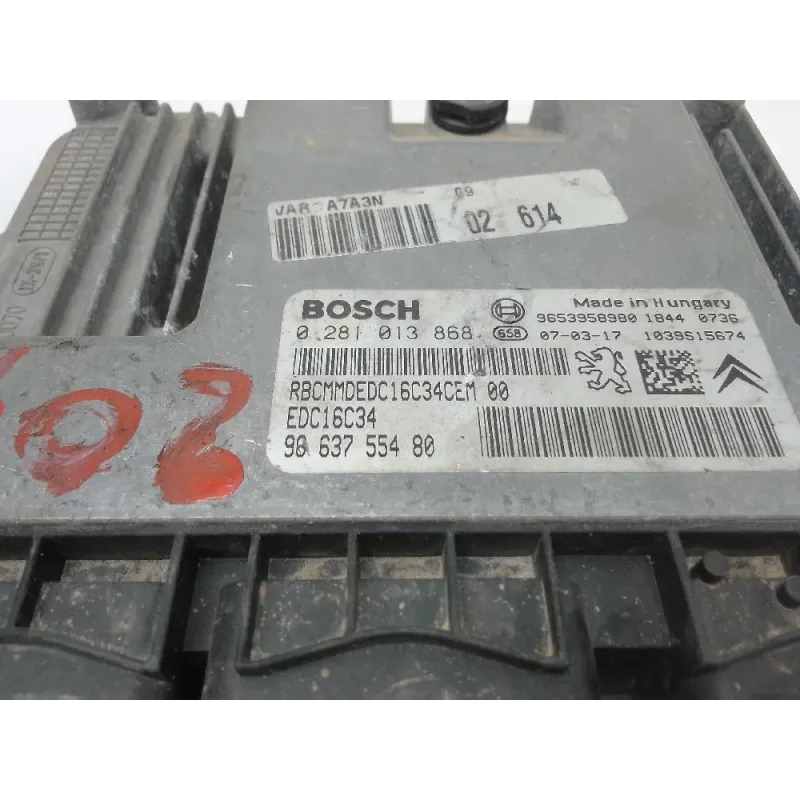 09
VAR A7A3N
02 614
BOSCH
Made in Hungary
9653958980 1844 0736
0 281 013 868
658
07-03-17 1039S15674
RBCMMDEDC16C34CEM 00
EDC16C34
96 637 554 80